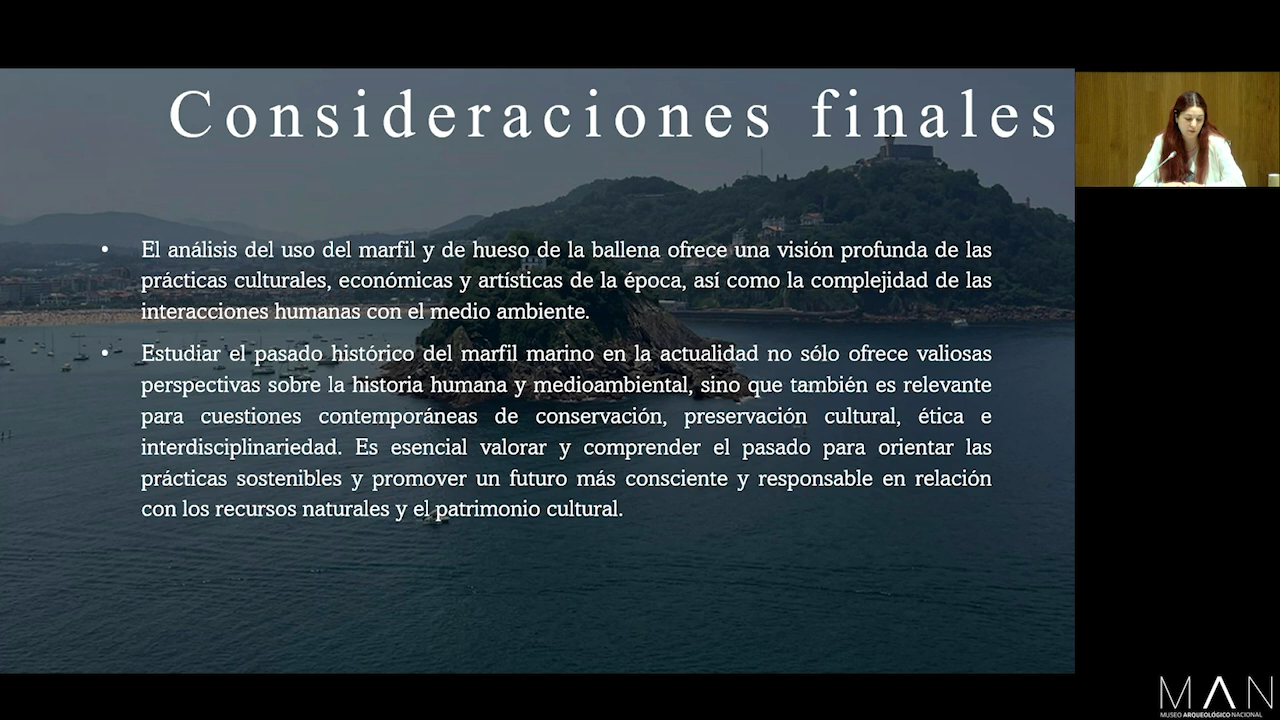 Consideraciones finales
• El análisis del uso del marfil y de hueso de la ballena ofrece una visión profunda de las
prácticas culturales, económicas y artísticas de la época, así como la complejidad de las
interacciones humanas con el medio ambiente.
• Estudiar el pasado histórico del marfil marino en la actualidad no sólo ofrece valiosas
perspectivas sobre la historia humana y medioambiental, sino que también es relevante
para cuestiones contemporáneas de conservación, preservación cultural, ética e
interdisciplinariedad. Es esencial valorar y comprender el pasado para orientar las
prácticas sostenibles y promover un futuro más consciente y responsable en relación
con los recursos naturales y el patrimonio cultural.
MAN
MUSEO ARQUEOLÓGICO NACIONAL